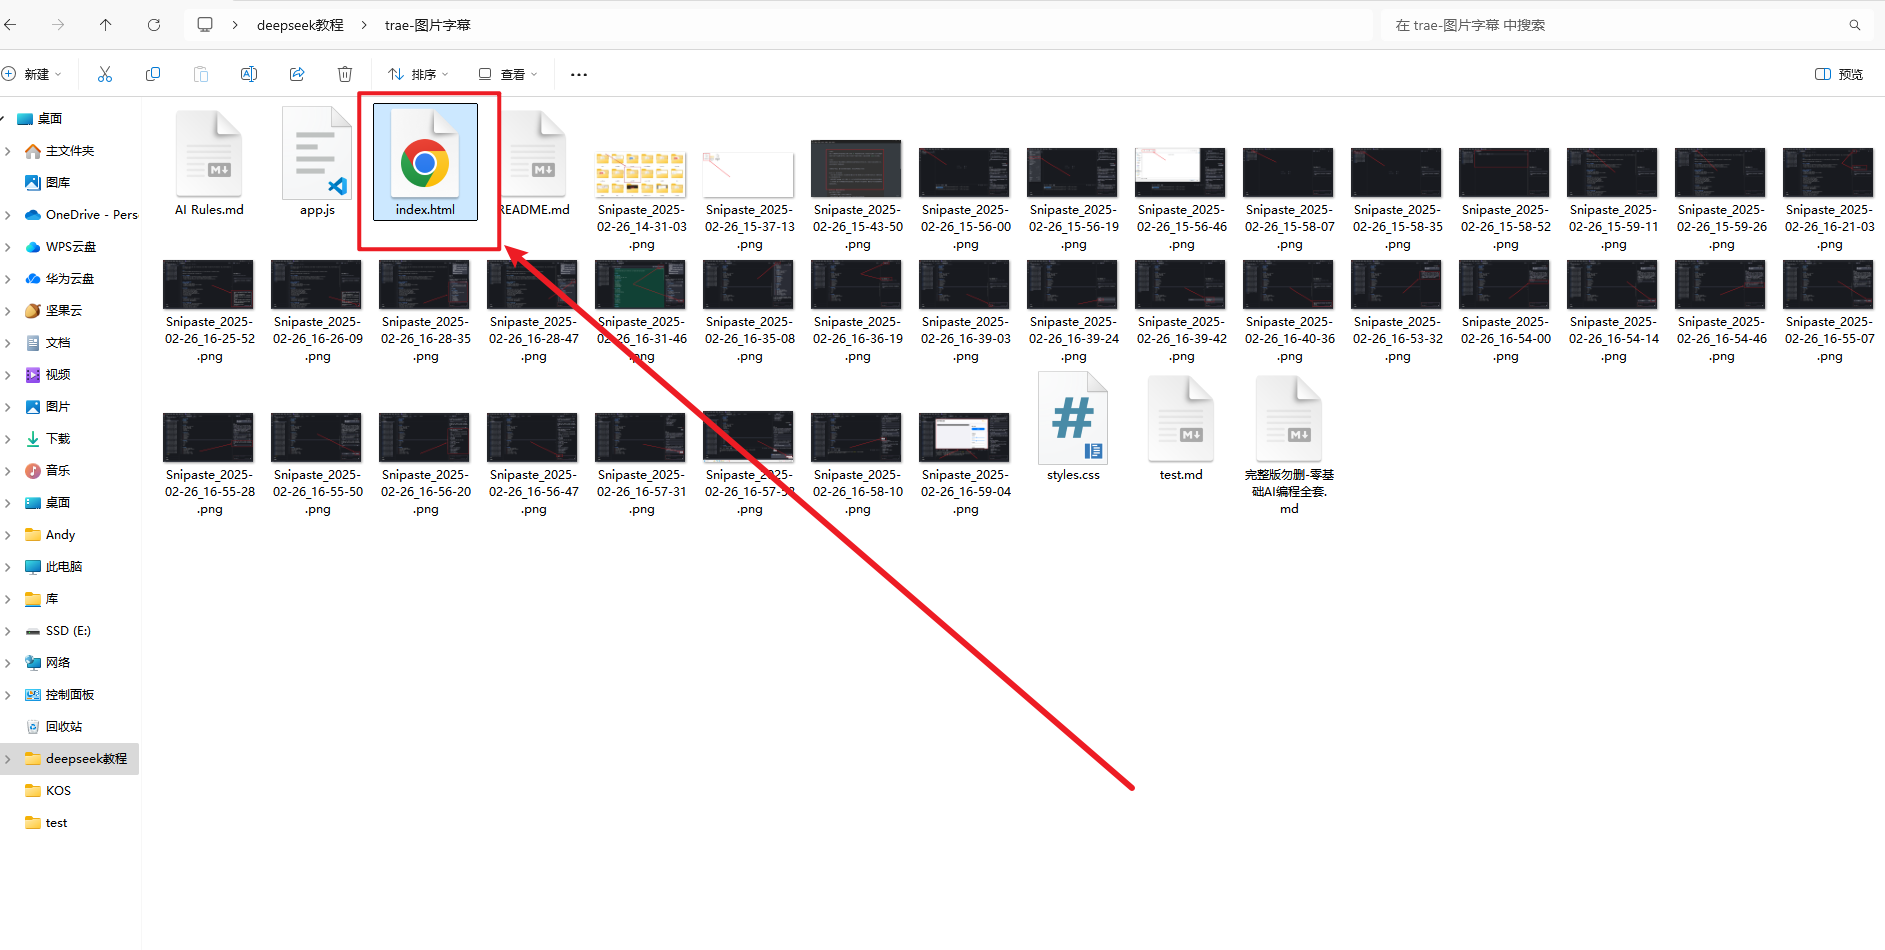 deepseek教程
trae-图片字幕
在 trae-图片字幕 中搜索
新建
排序
查看
预览
桌面
主文件夹
图库
OneDrive - Pers
WPS云盘
华为云盘
坚果云
文档
视频
图片
下载
音乐
桌面
Andy
此电脑
库
SSD (E:)
网络
控制面板
回收站
deepseek教程
KOS
test
AI Rules.md
app.js
index.html
README.md
Snipaste_2025-
02-26_14-31-03
.png
Snipaste_2025-
02-26_15-37-13
.png
Snipaste_2025-
02-26_15-43-50
.png
Snipaste_2025-
02-26_15-56-00
.png
Snipaste_2025-
02-26_15-56-19
.png
Snipaste_2025-
02-26_15-56-46
.png
Snipaste_2025-
02-26_15-58-07
.png
Snipaste_2025-
02-26_15-58-35
.png
Snipaste_2025-
02-26_15-58-52
.png
Snipaste_2025-
02-26_15-59-11
.png
Snipaste_2025-
02-26_15-59-26
.png
Snipaste_2025-
02-26_16-21-03
.png
Snipaste_2025-
02-26_16-25-52
.png
Snipaste_2025-
02-26_16-26-09
.png
Snipaste_2025-
02-26_16-28-35
.png
Snipaste_2025-
02-26_16-28-47
.png
Snipaste_2025-
02-26_16-31-46
.png
Snipaste_2025-
02-26_16-35-08
.png
Snipaste_2025-
02-26_16-36-19
.png
Snipaste_2025-
02-26_16-39-03
.png
Snipaste_2025-
02-26_16-39-24
.png
Snipaste_2025-
02-26_16-39-42
.png
Snipaste_2025-
02-26_16-40-36
.png
Snipaste_2025-
02-26_16-53-32
.png
Snipaste_2025-
02-26_16-54-00
.png
Snipaste_2025-
02-26_16-54-14
.png
Snipaste_2025-
02-26_16-54-46
.png
Snipaste_2025-
02-26_16-55-07
.png
Snipaste_2025-
02-26_16-55-28
.png
Snipaste_2025-
02-26_16-55-50
.png
Snipaste_2025-
02-26_16-56-20
.png
Snipaste_2025-
02-26_16-56-47
.png
Snipaste_2025-
02-26_16-57-31
.png
Snipaste_2025-
.png
Snipaste_2025-
02-26_16-58-10
.png
Snipaste_2025-
02-26_16-59-04
.png
styles.css
test.md
完整版勿删-零基
础AI编程全套.
md